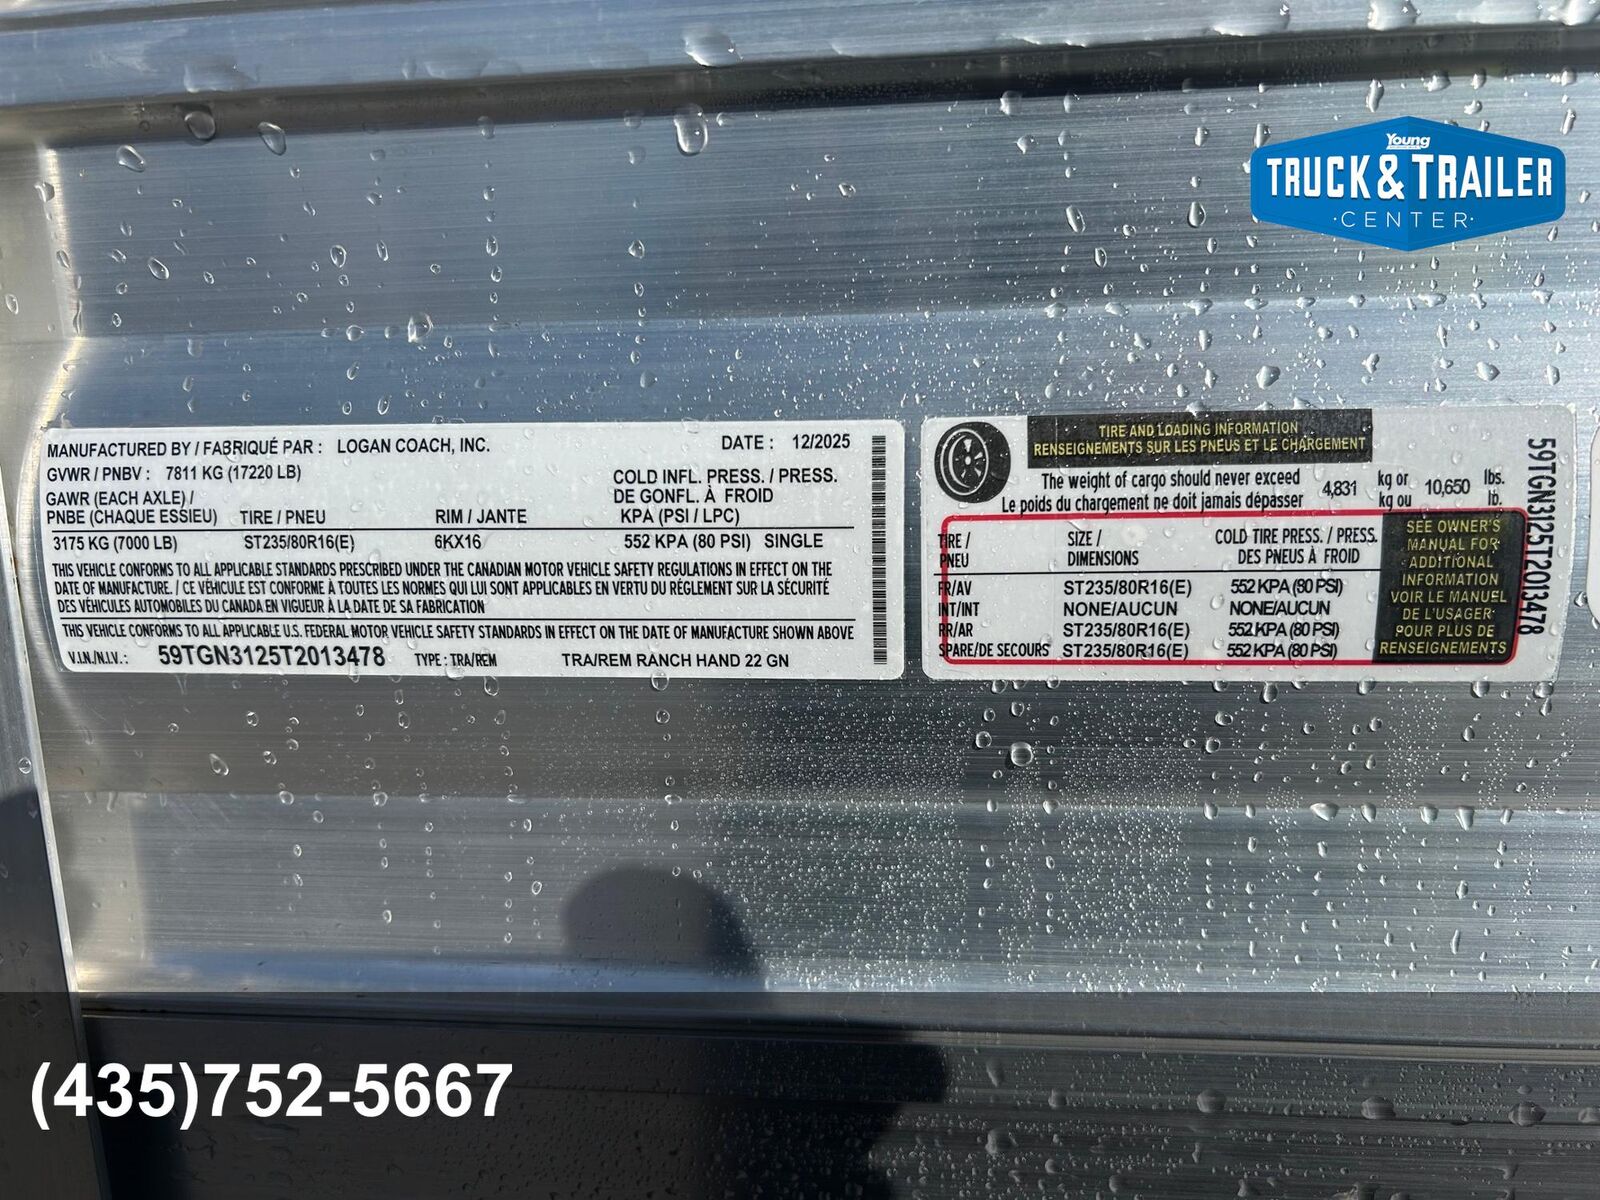 Young
TRUCK & TRAILER
CENTER
MANUFACTURED BY / FABRIQUÉ PAR : LOGAN COACH, INC. DATE : 12/2025
GVWR / PNBV : 7811 KG (17220 LB)
COLD INFL. PRESS. / PRESS.
GAWR (EACH AXLE) / DE GONFL. À FROID
PNBE (CHAQUE ESSIEU) TIRE / PNEU RIM / JANTE KPA (PSI / LPC)
3175 KG (7000 LB) ST235/80R16(E) 6KX16 552 KPA (80 PSI) SINGLE
THIS VEHICLE CONFORMS TO ALL APPLICABLE STANDARDS PRESCRIBED UNDER THE CANADIAN MOTOR VEHICLE SAFETY REGULATIONS IN EFFECT ON THE
DATE OF MANUFACTURE. / CE VÉHICULE EST CONFORME À TOUTES LES NORMES QUI LUI SONT APPLICABLES EN VERTU DU RÉGLEMENT SUR LA SÉCURITÉ
DES VÉHICULES AUTOMOBILES DU CANADA EN VIGUEUR À LA DATE DE SA FABRICATION
THIS VEHICLE CONFORMS TO ALL APPLICABLE U.S. FEDERAL MOTOR VEHICLE SAFETY STANDARDS IN EFFECT ON THE DATE OF MANUFACTURE SHOWN ABOVE
V.I.N./N.I.V.: 59TGN3125T2013478 TYPE : TRA/REM TRA/REM RANCH HAND 22 GN
TIRE AND LOADING INFORMATION
RENSEIGNEMENTS SUR LES PNEUS ET LE CHARGEMENT
The weight of cargo should never exceed 4,831 kg or 10,650 lbs.
Le poids du chargement ne doit jamais dépasser kg ou lb.
TIRE / SIZE / COLD TIRE PRESS. / PRESS.
PNEU DIMENSIONS DES PNEUS À FROID
FR/AV ST235/80R16(E) 552 KPA (80 PSI)
INT/INT NONE/AUCUN NONE/AUCUN
RR/AR ST235/80R16(E) 552 KPA (80 PSI)
SPARE/DE SECOURS ST235/80R16(E) 552 KPA (80 PSI)
SEE OWNER'S
MANUAL FOR
ADDITIONAL
INFORMATION
VOIR LE MANUEL
DE L'USAGER
POUR PLUS DE
RENSEIGNEMENTS
59TGN3125T2013478
(435)752-5667